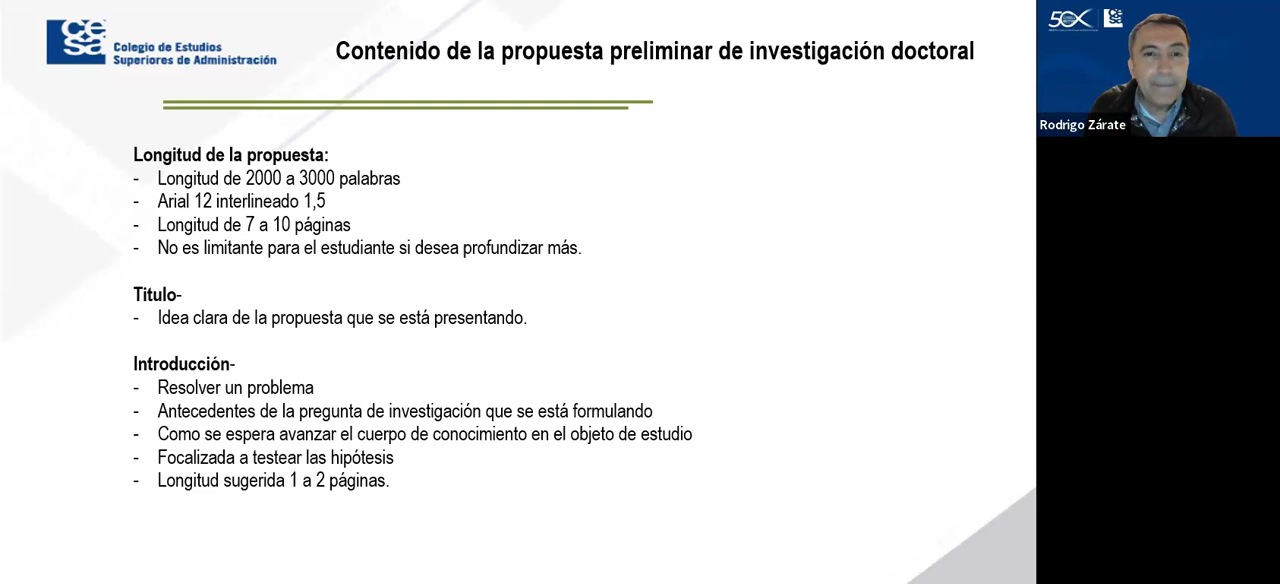 cesa
Colegio de Estudios
Superiores de Administración
Contenido de la propuesta preliminar de investigación doctoral
Longitud de la propuesta:
- Longitud de 2000 a 3000 palabras
- Arial 12 interlineado 1,5
- Longitud de 7 a 10 páginas
- No es limitante para el estudiante si desea profundizar más.
Titulo-
- Idea clara de la propuesta que se está presentando.
Introducción-
- Resolver un problema
- Antecedentes de la pregunta de investigación que se está formulando
- Como se espera avanzar el cuerpo de conocimiento en el objeto de estudio
- Focalizada a testear las hipótesis
- Longitud sugerida 1 a 2 páginas.
cesa
Rodrigo Zárate